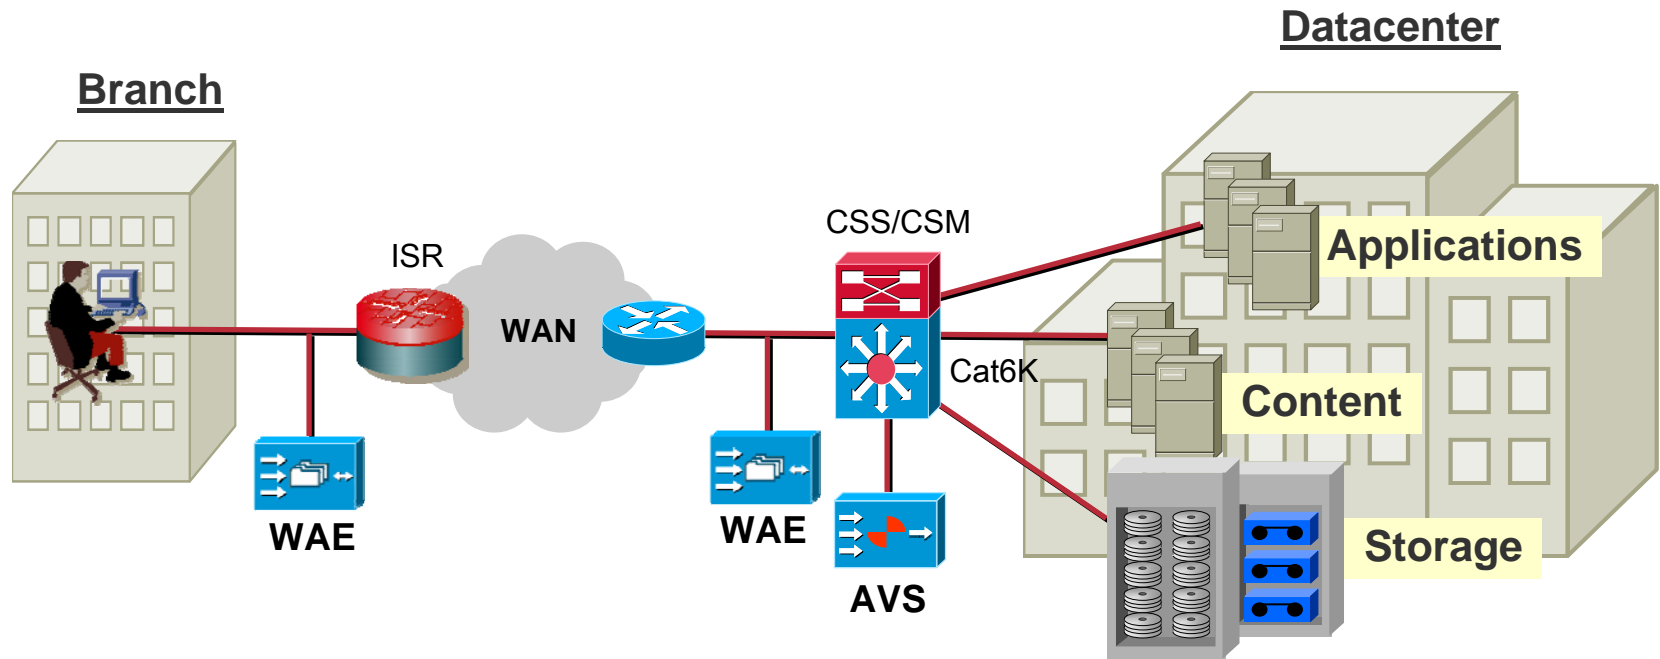 Datacenter
Branch
CSS/CSM
ISR
Applications
WAN
Cat6K
Content
WAE
WAE
Storage
AVS